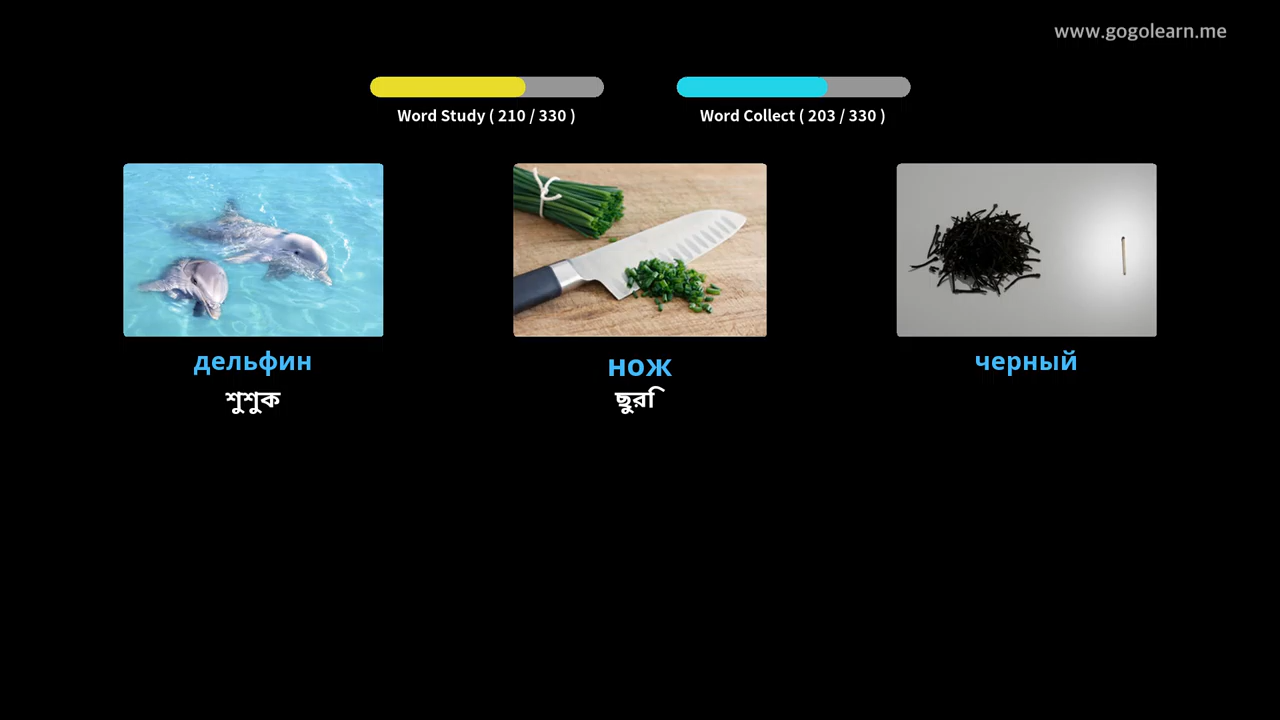 www.gogolearn.me
Word Study ( 210 / 330 )
Word Collect ( 203 / 330 )
дельфин
нож
черный
শুশুক
ছুরি